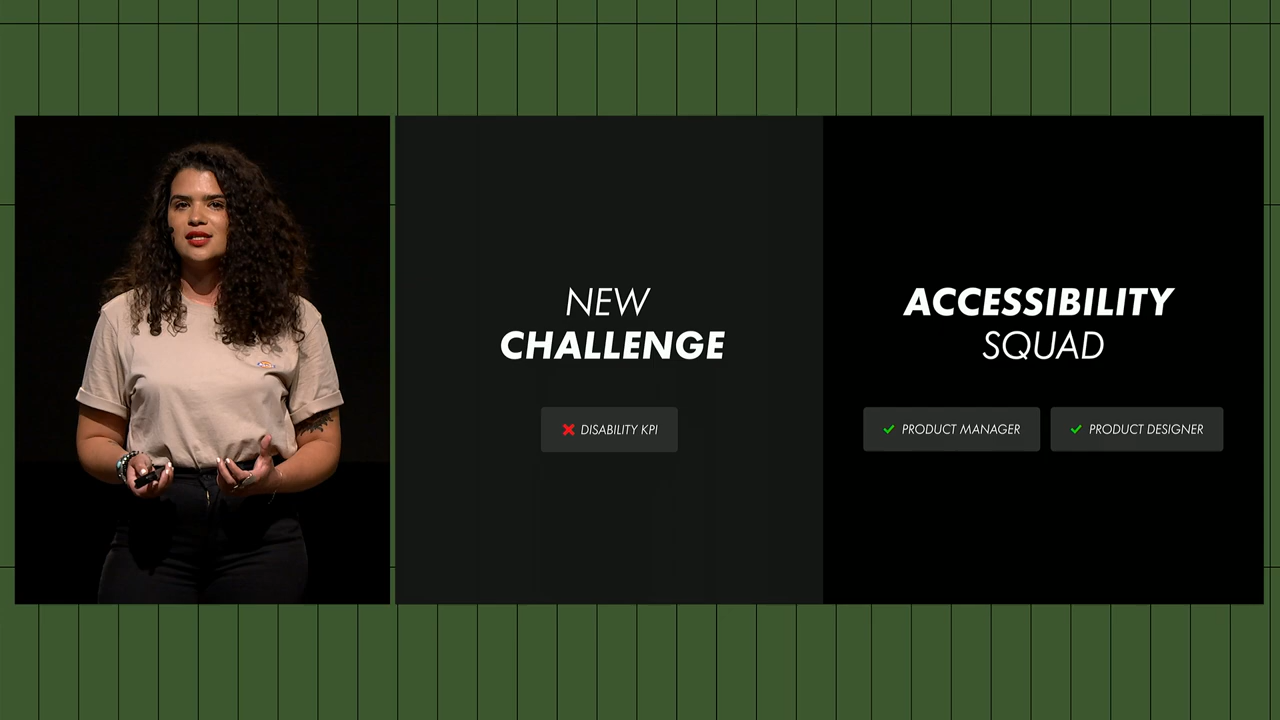 NEW
CHALLENGE
DISABILITY KPI
ACCESSIBILITY
SQUAD
PRODUCT MANAGER
PRODUCT DESIGNER